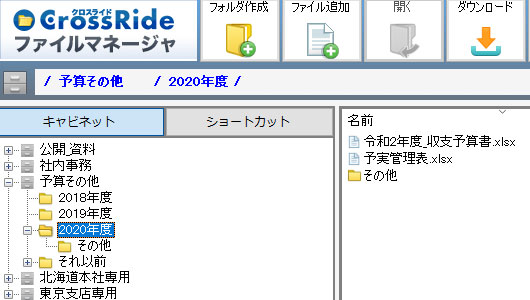 クロスライド
CrossRide
ファイルマネージャ
フォルダ作成
ファイル追加
開く
ダウンロード
/ 予算その他 / 2020年度 /
キャビネット
ショートカット
公開_資料
社内事務
予算その他
2018年度
2019年度
2020年度
その他
それ以前
北海道本社専用
東京支店専用
名前
令和2年度_収支予算書.xlsx
予実管理表.xlsx
その他